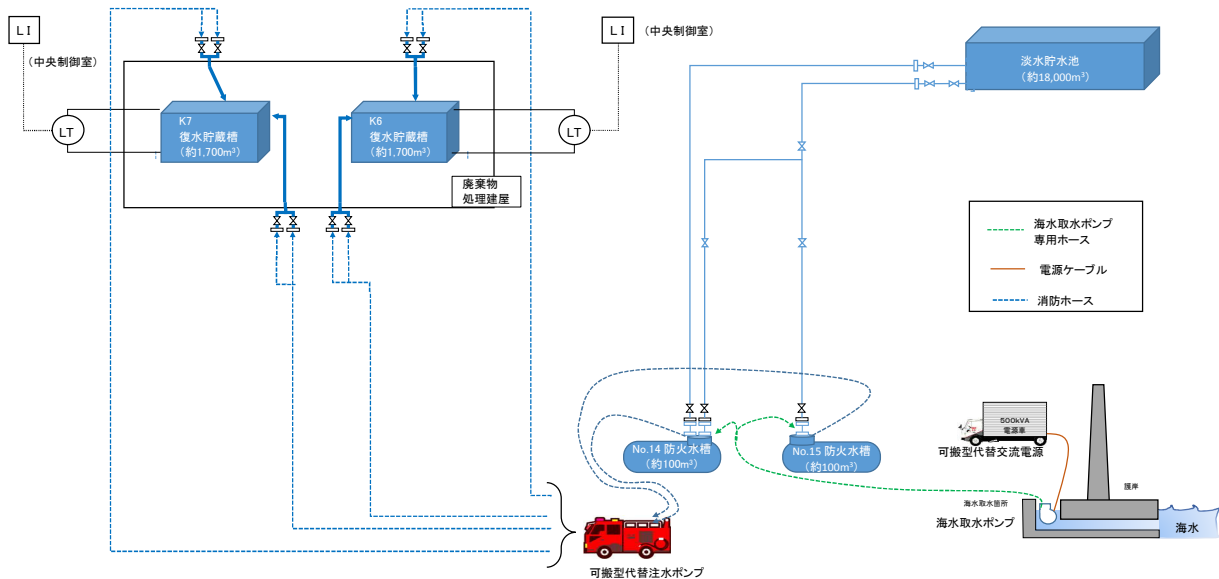 ＬＩ
（中央制御室）
ＬＩ
（中央制御室）
淡水貯水池
（約18,000m³）
LT
K7
復水貯蔵槽
（約1,700m³）
K6
復水貯蔵槽
（約1,700m³）
LT
廃棄物
処理建屋
海水取水ポンプ
専用ホース
電源ケーブル
消防ホース
500kVA
電源車
可搬型代替交流電源
No.14 防火水槽
（約100m³）
No.15 防火水槽
（約100m³）
護岸
海水取水箇所
海水取水ポンプ
海水
可搬型代替注水ポンプ